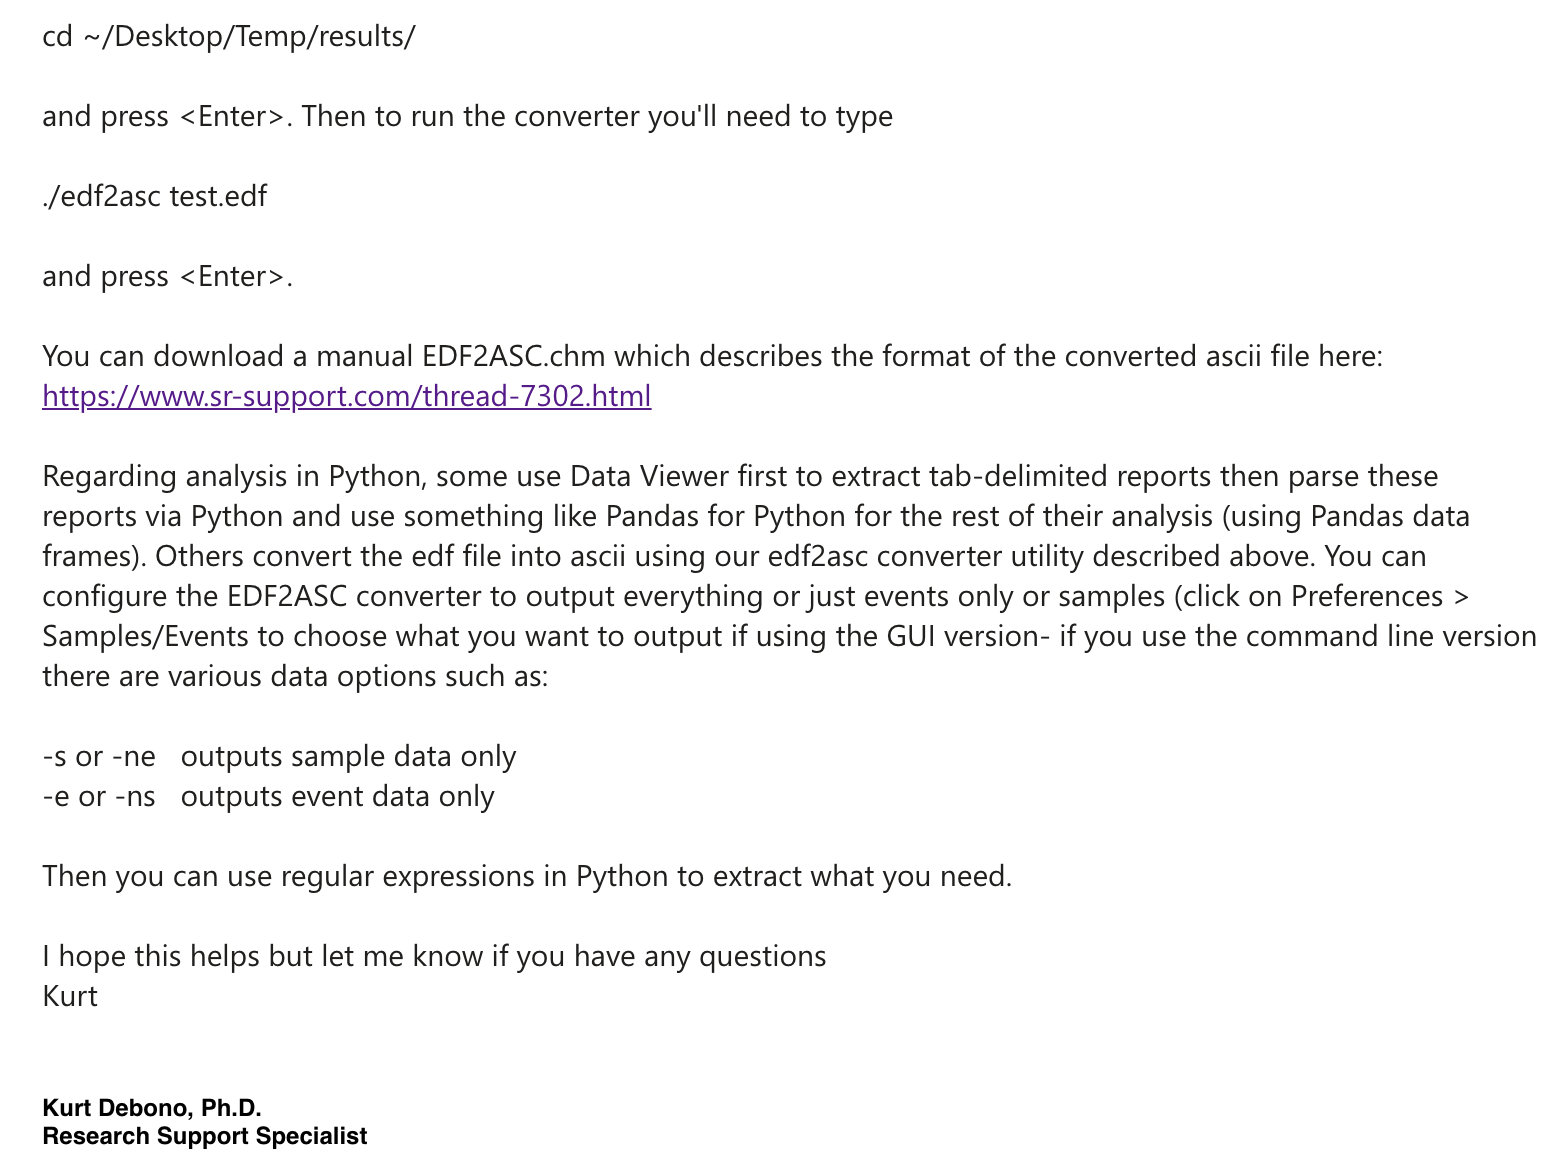 cd ~/Desktop/Temp/results/
and press <Enter>. Then to run the converter you'll need to type
./edf2asc test.edf
and press <Enter>.
You can download a manual EDF2ASC.chm which describes the format of the converted ascii file here:
https://www.sr-support.com/thread-7302.html
Regarding analysis in Python, some use Data Viewer first to extract tab-delimited reports then parse these
reports via Python and use something like Pandas for Python for the rest of their analysis (using Pandas data
frames). Others convert the edf file into ascii using our edf2asc converter utility described above. You can
configure the EDF2ASC converter to output everything or just events only or samples (click on Preferences >
Samples/Events to choose what you want to output if using the GUI version- if you use the command line version
there are various data options such as:
-s or -ne   outputs sample data only
-e or -ns   outputs event data only
Then you can use regular expressions in Python to extract what you need.
I hope this helps but let me know if you have any questions
Kurt
Kurt Debono, Ph.D.
Research Support Specialist